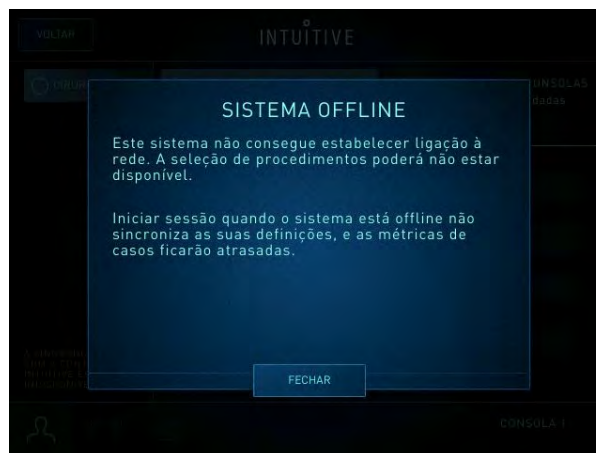 VOLTAR
INTUITIVE
SISTEMA OFFLINE
Este sistema não consegue estabelecer ligação à
rede. A seleção de procedimentos poderá não estar
disponível.
Iniciar sessão quando o sistema está offline não
sincroniza as suas definições, e as métricas de
casos ficarão atrasadas.
FECHAR
CONSOLA